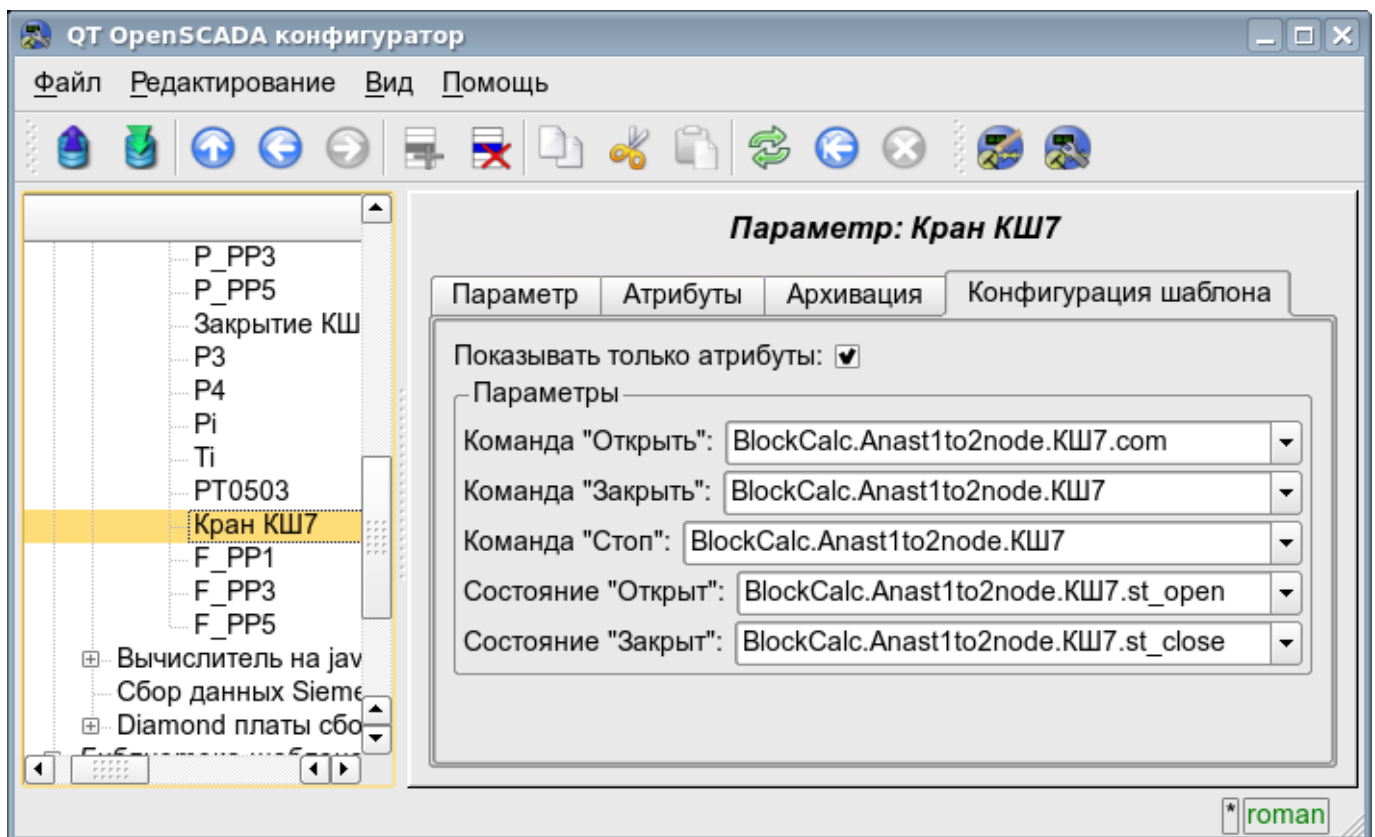 QT OpenSCADA конфигуратор
Файл Редактирование Вид Помощь
P_PP3
P_PP5
Закрытие КШ
P3
P4
Pi
Ti
PT0503
Кран КШ7
F_PP1
F_PP3
F_PP5
Вычислитель на jav
Сбор данных Sieme
Diamond платы сбо
Параметр: Кран КШ7
Параметр Атрибуты Архивация Конфигурация шаблона
Показывать только атрибуты:
Параметры
Команда "Открыть": BlockCalc.Anast1to2node.КШ7.com
Команда "Закрыть": BlockCalc.Anast1to2node.КШ7
Команда "Стоп": BlockCalc.Anast1to2node.КШ7
Состояние "Открыт": BlockCalc.Anast1to2node.КШ7.st_open
Состояние "Закрыт": BlockCalc.Anast1to2node.КШ7.st_close
* roman